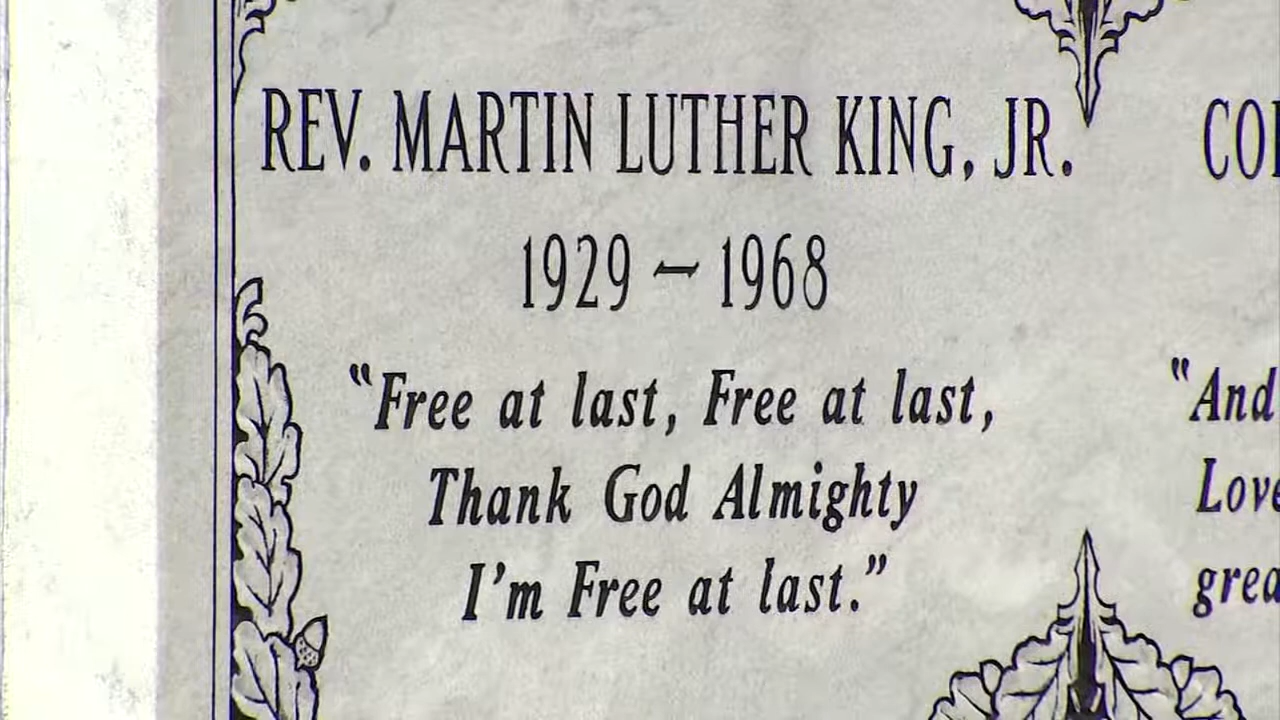 REV. MARTIN LUTHER KING, JR.
1929 ~ 1968
"Free at last, Free at last,
Thank God Almighty
I'm Free at last."
"And